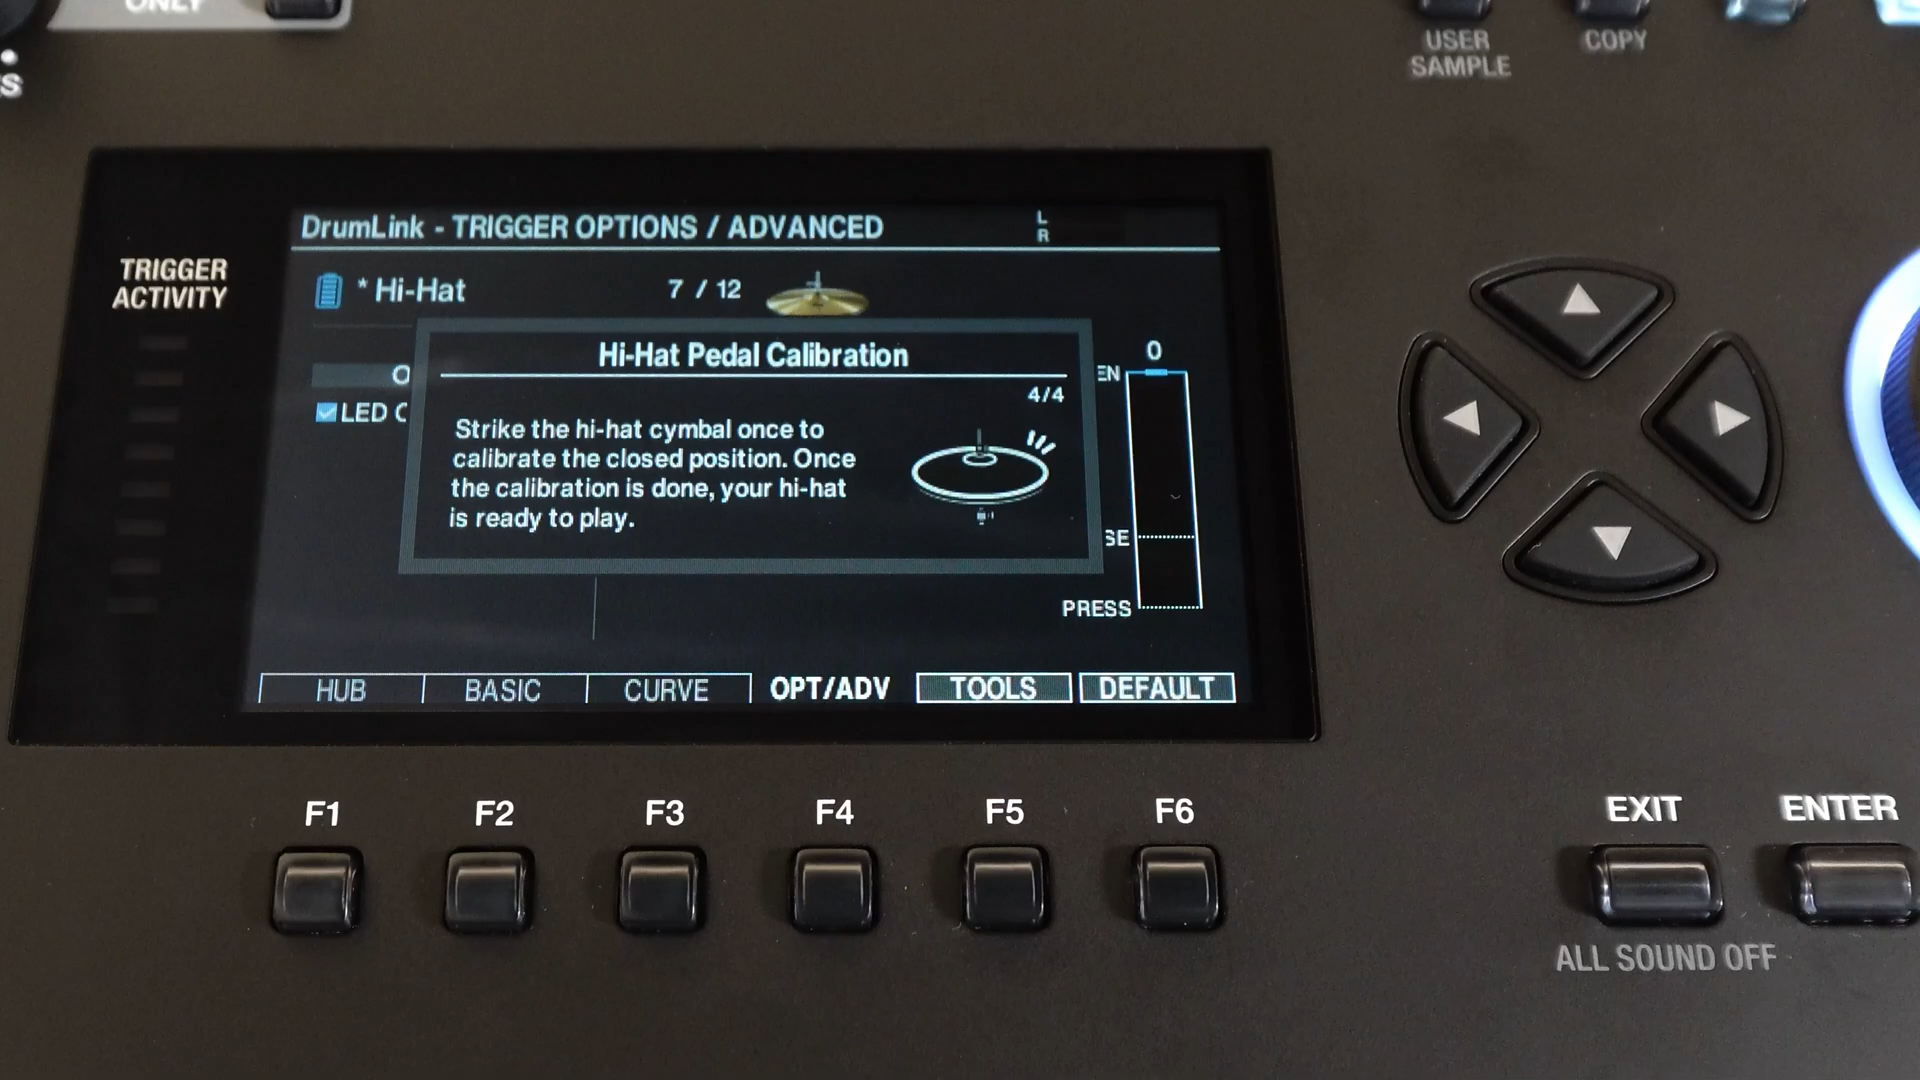 ONLY
S
USER
SAMPLE
COPY
TRIGGER
ACTIVITY
DrumLink - TRIGGER OPTIONS / ADVANCED
L
R
* Hi-Hat
7 / 12
Hi-Hat Pedal Calibration
4/4
Strike the hi-hat cymbal once to
calibrate the closed position. Once
the calibration is done, your hi-hat
is ready to play.
O
LED C
0
EN
SE
PRESS
HUB
BASIC
CURVE
OPT/ADV
TOOLS
DEFAULT
F1
F2
F3
F4
F5
F6
EXIT
ENTER
ALL SOUND OFF